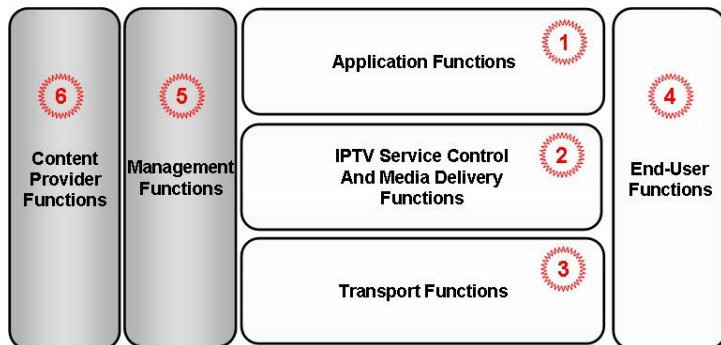 1
Application Functions
6
Content
Provider
Functions
5
Management
Functions
2
IPTV Service Control
And Media Delivery
Functions
4
End-User
Functions
3
Transport Functions